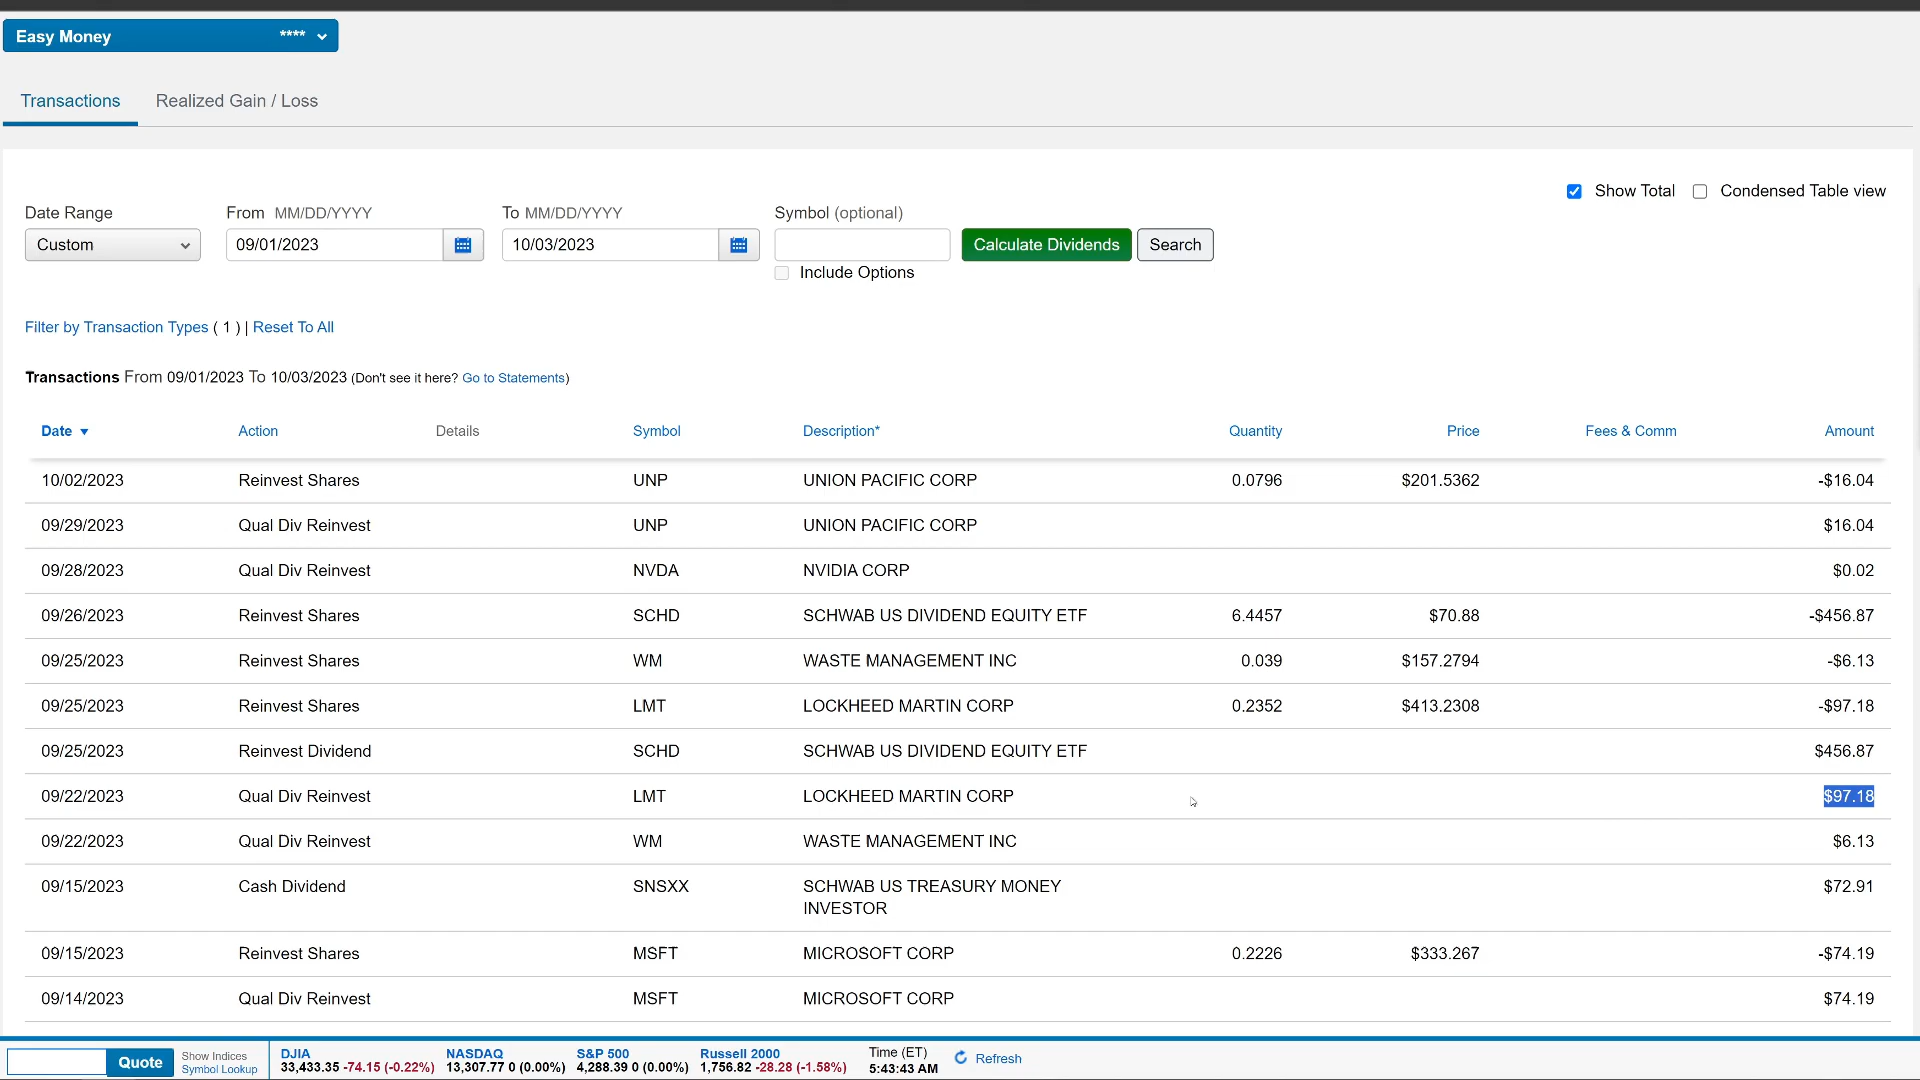 Easy Money ****
Transactions Realized Gain / Loss
Show Total Condensed Table view
Date Range From MM/DD/YYYY To MM/DD/YYYY Symbol (optional)
Custom 09/01/2023 10/03/2023 Calculate Dividends Search
Include Options
Filter by Transaction Types ( 1 ) | Reset To All
Transactions From 09/01/2023 To 10/03/2023 (Don't see it here? Go to Statements)
Date Action Details Symbol Description* Quantity Price Fees & Comm Amount
10/02/2023 Reinvest Shares UNP UNION PACIFIC CORP 0.0796 $201.5362 -$16.04
09/29/2023 Qual Div Reinvest UNP UNION PACIFIC CORP $16.04
09/28/2023 Qual Div Reinvest NVDA NVIDIA CORP $0.02
09/26/2023 Reinvest Shares SCHD SCHWAB US DIVIDEND EQUITY ETF 6.4457 $70.88 -$456.87
09/25/2023 Reinvest Shares WM WASTE MANAGEMENT INC 0.039 $157.2794 -$6.13
09/25/2023 Reinvest Shares LMT LOCKHEED MARTIN CORP 0.2352 $413.2308 -$97.18
09/25/2023 Reinvest Dividend SCHD SCHWAB US DIVIDEND EQUITY ETF $456.87
09/22/2023 Qual Div Reinvest LMT LOCKHEED MARTIN CORP $97.18
09/22/2023 Qual Div Reinvest WM WASTE MANAGEMENT INC $6.13
09/15/2023 Cash Dividend SNSXX SCHWAB US TREASURY MONEY $72.91
INVESTOR
09/15/2023 Reinvest Shares MSFT MICROSOFT CORP 0.2226 $333.267 -$74.19
09/14/2023 Qual Div Reinvest MSFT MICROSOFT CORP $74.19
Quote Show Indices DJIA NASDAQ S&P 500 Russell 2000 Time (ET) Refresh
Symbol Lookup 33,433.35 -74.15 (-0.22%) 13,307.77 0 (0.00%) 4,288.39 0 (0.00%) 1,756.82 -28.28 (-1.58%) 5:43:43 AM